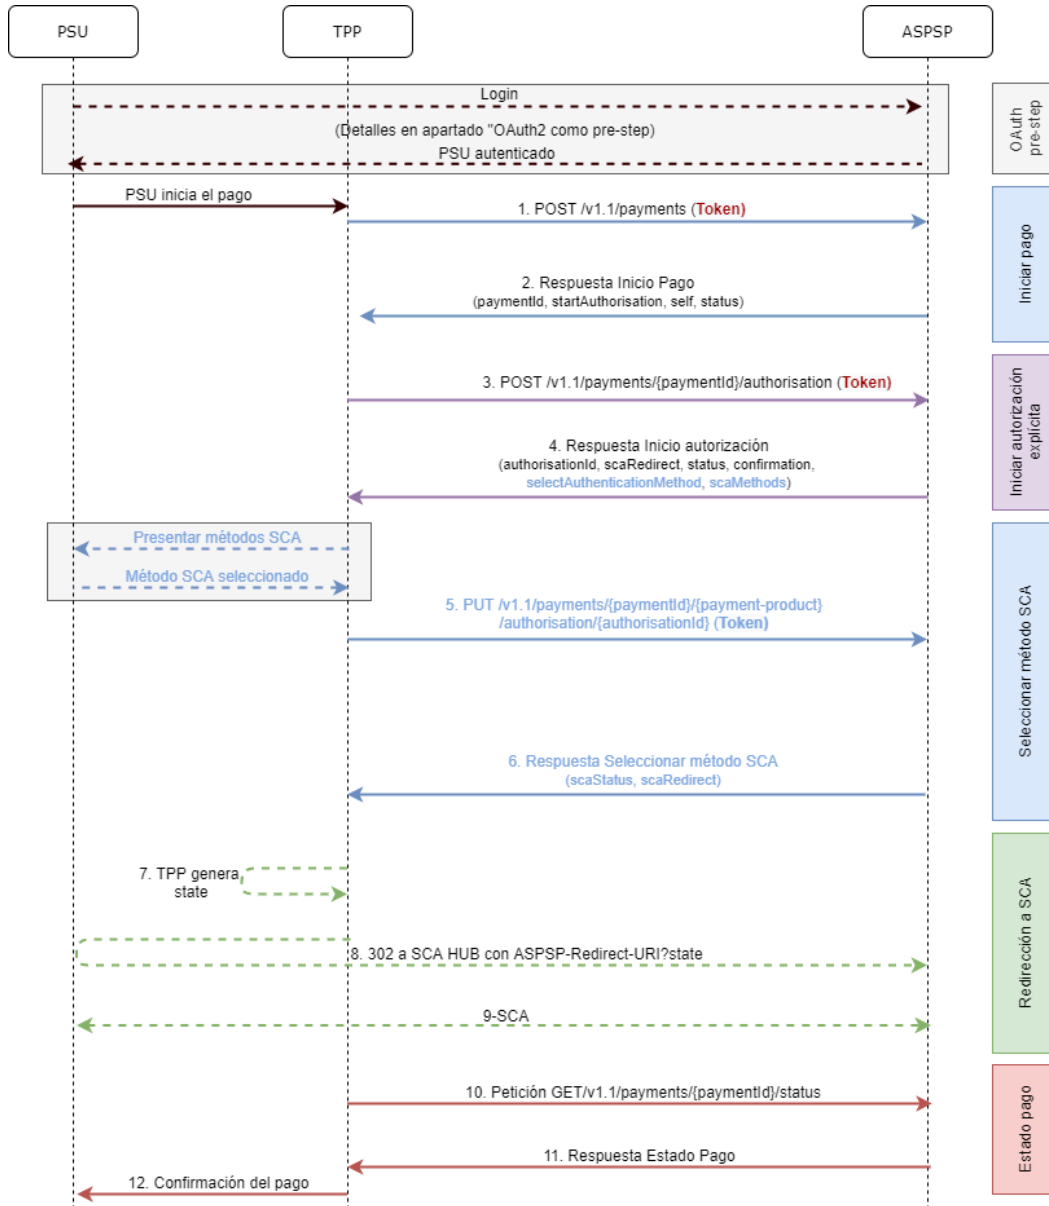 PSU
TPP
ASPSP
Login
(Detalles en apartado "OAuth2 como pre-step)
PSU autenticado
OAuth
pre-step
PSU inicia el pago
1. POST /v1.1/payments (Token)
2. Respuesta Inicio Pago
(paymentId, startAuthorisation, self, status)
Iniciar pago
3. POST /v1.1/payments/{paymentId}/authorisation (Token)
4. Respuesta Inicio autorización
(authorisationId, scaRedirect, status, confirmation,
selectAuthenticationMethod, scaMethods)
Iniciar autorización
explícita
Presentar métodos SCA
Método SCA seleccionado
5. PUT /v1.1/payments/{paymentId}/{payment-product}
/authorisation/{authorisationId} (Token)
6. Respuesta Seleccionar método SCA
(scaStatus, scaRedirect)
Seleccionar método SCA
7. TPP genera
state
8. 302 a SCA HUB con ASPSP-Redirect-URI?state
9-SCA
Redirección a SCA
10. Petición GET/v1.1/payments/{paymentId}/status
11. Respuesta Estado Pago
12. Confirmación del pago
Estado pago